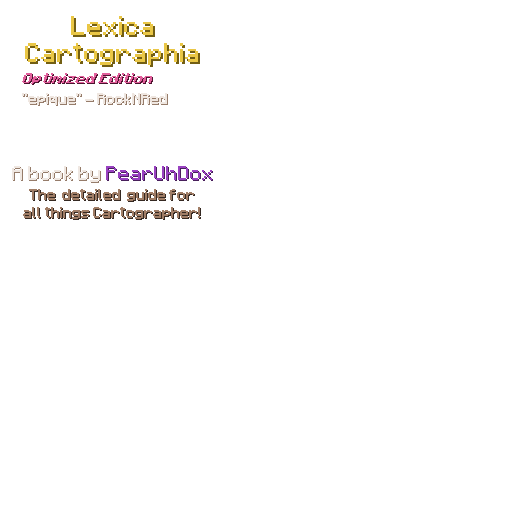 Lexica
Cartographia
Optimized Edition
"epique" - RockNRed
A book by PearUhDox
The detailed guide for
all things Cartographer!